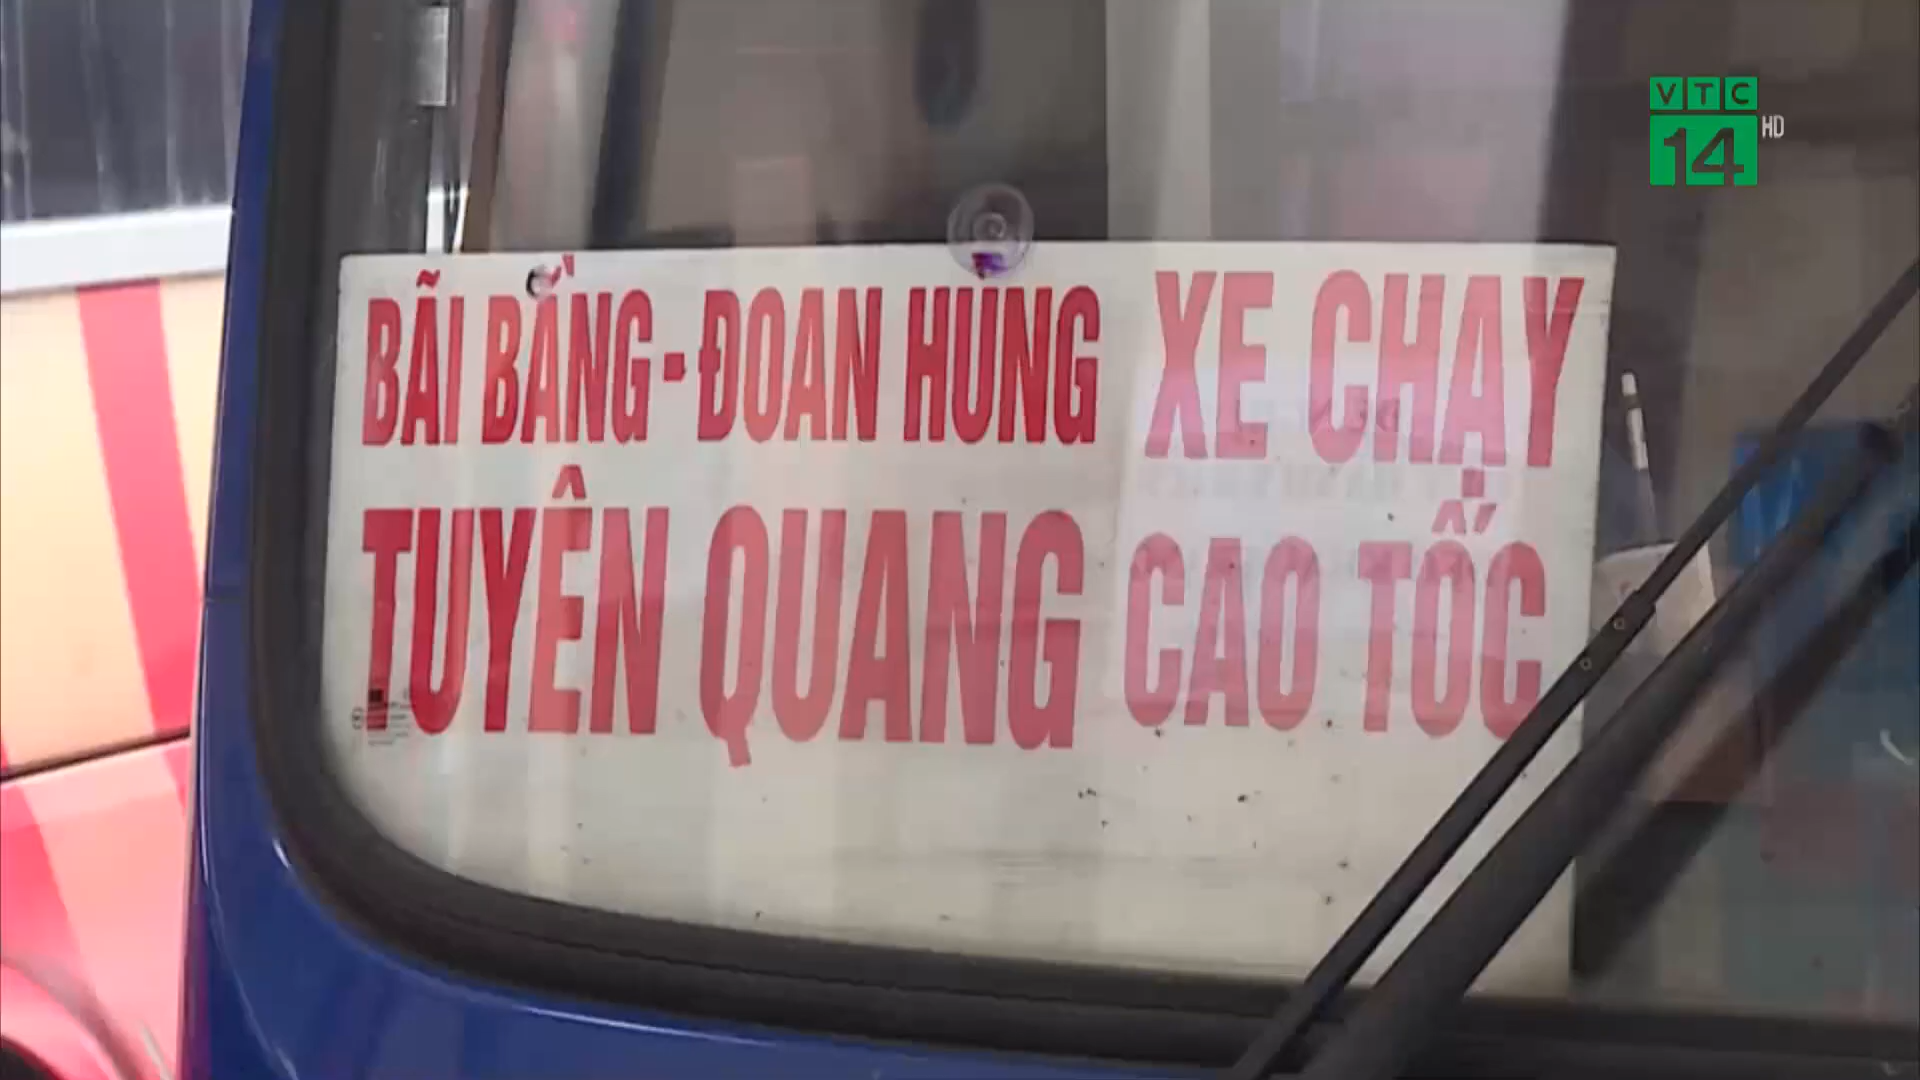 VTC
14 HD
BÃI BẰNG - ĐOAN HÙNG
TUYÊN QUANG
XE CHẠY
CAO TỐC